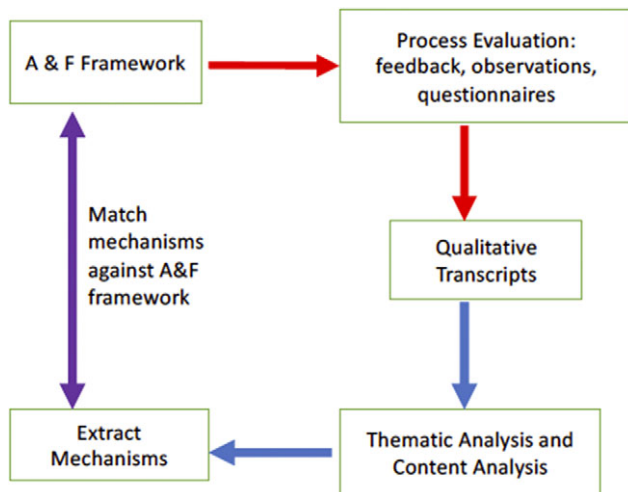 A & F Framework
Process Evaluation:
feedback, observations,
questionnaires
Match
mechanisms
against A&F
framework
Qualitative
Transcripts
Extract
Mechanisms
Thematic Analysis and
Content Analysis